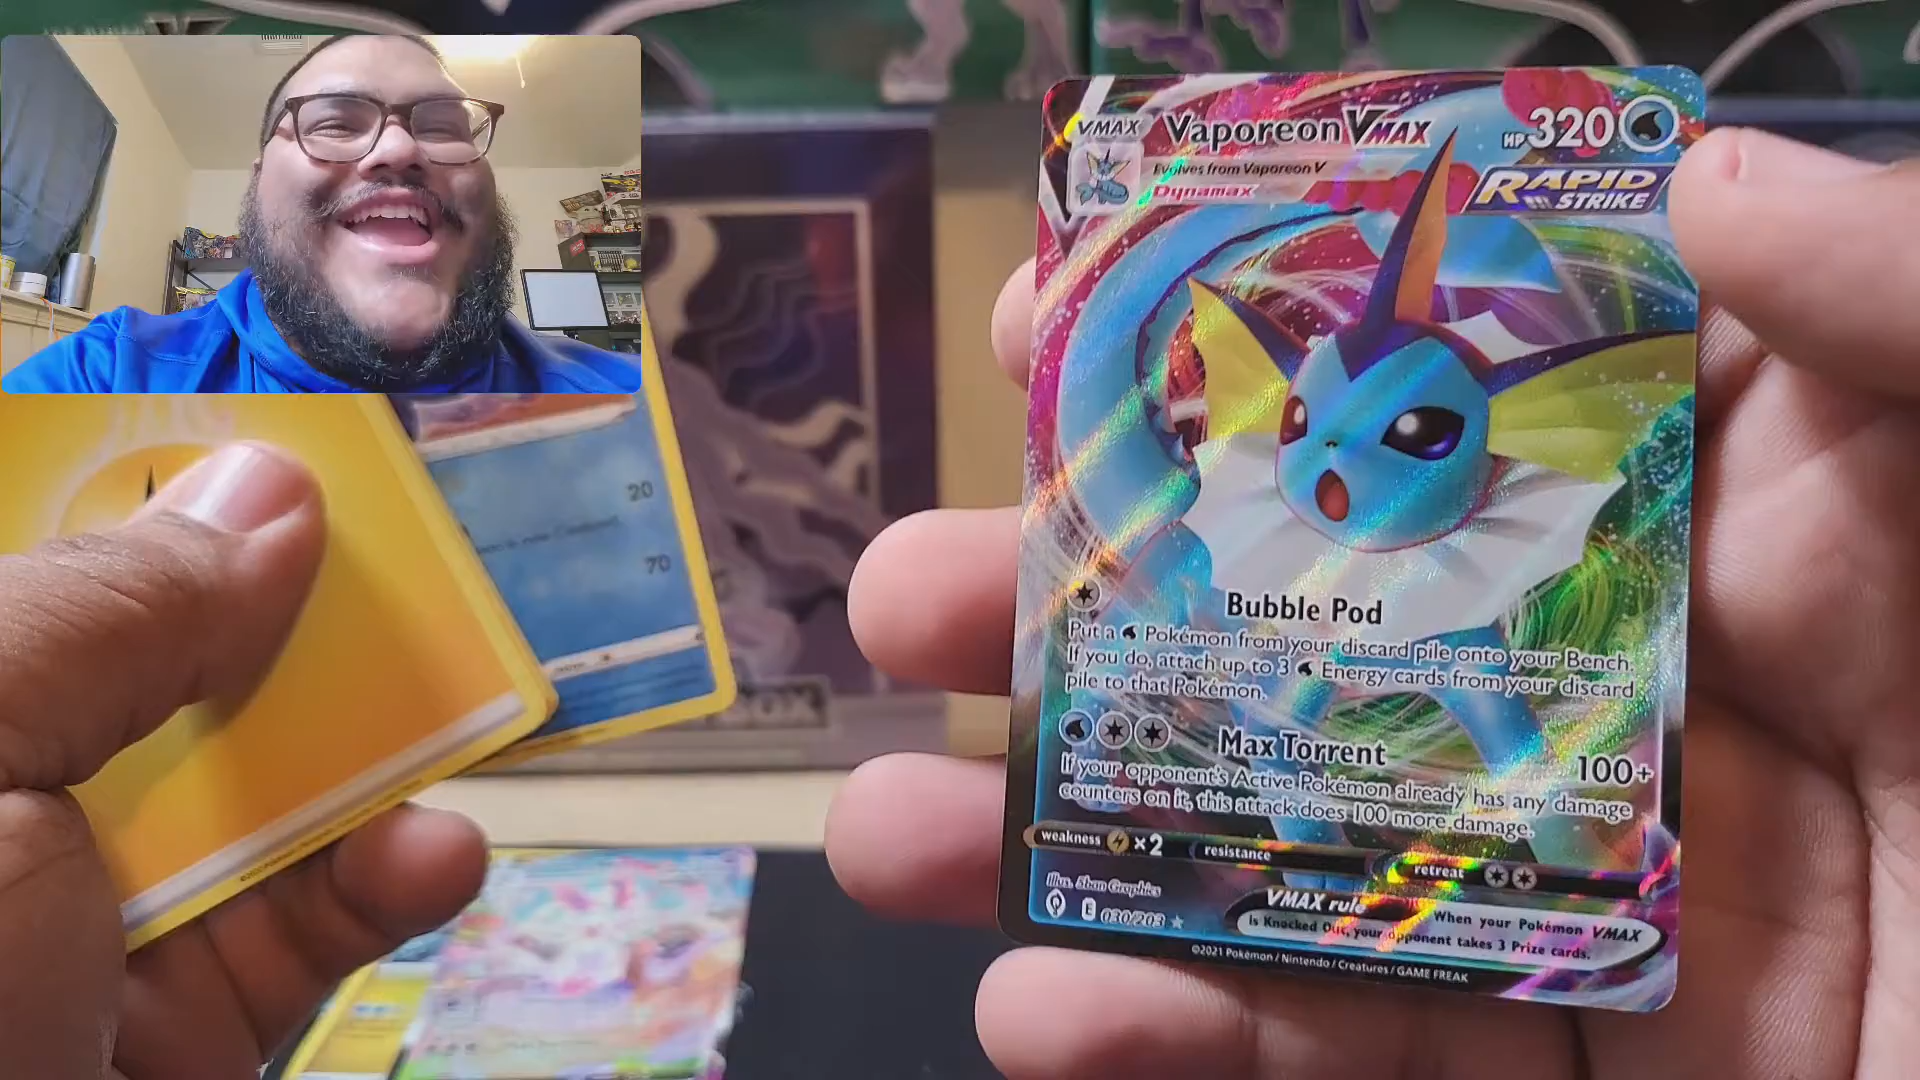 VMAX Vaporeon VMAX HP 320
Evolves from Vaporeon V
Dynamax
RAPID
STRIKE
Bubble Pod
Put a Pokémon from your discard pile onto your Bench.
If you do, attach up to 3 Energy cards from your discard
pile to that Pokémon.
Max Torrent 100+
If your opponent's Active Pokémon already has any damage
counters on it, this attack does 100 more damage.
weakness ×2 resistance retreat
Illus. 5ban Graphics
E 030/203
VMAX rule When your Pokémon VMAX
is Knocked Out, your opponent takes 3 Prize cards.
©2021 Pokémon / Nintendo / Creatures / GAME FREAK
20
70